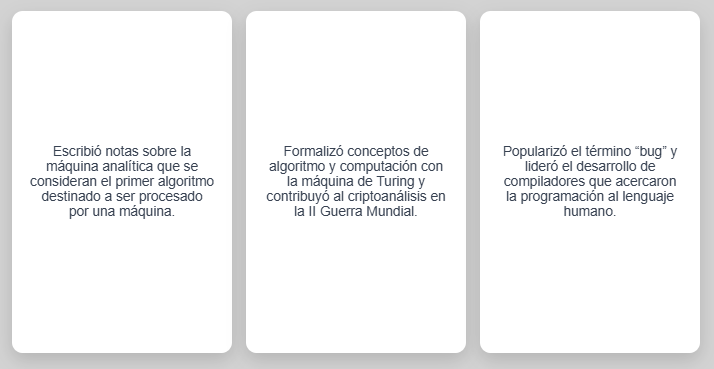 Escribió notas sobre la
máquina analítica que se
consideran el primer algoritmo
destinado a ser procesado
por una máquina.
Formalizó conceptos de
algoritmo y computación con
la máquina de Turing y
contribuyó al criptoanálisis en
la II Guerra Mundial.
Popularizó el término “bug” y
lideró el desarrollo de
compiladores que acercaron
la programación al lenguaje
humano.